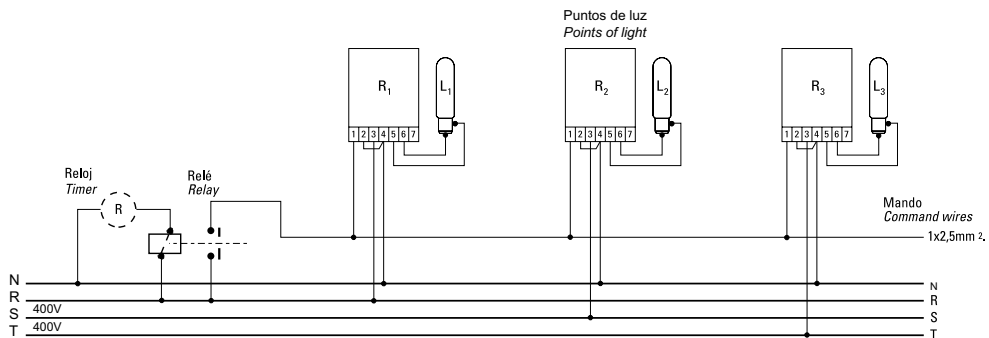 Puntos de luz
Points of light
R1
L1
R2
L2
R3
L3
1 2 3 4 5 6 7
1 2 3 4 5 6 7
1 2 3 4 5 6 7
Reloj
Timer
R
Relé
Relay
Mando
Command wires
1x2,5mm ².
N
N
R
R
S 400V
S
T 400V
T